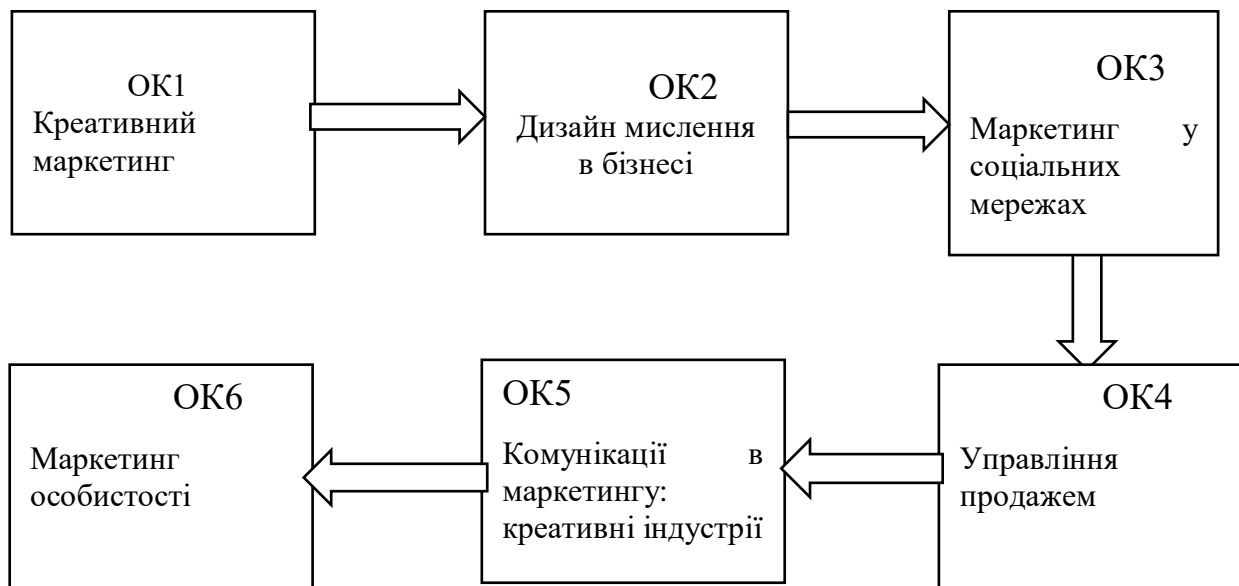 ОК1
Креативний
маркетинг
ОК2
Дизайн мислення
в бізнесі
ОК3
Маркетинг у
соціальних
мережах
ОК6
Маркетинг
особистості
ОК5
Комунікації в
маркетингу:
креативні індустрії
ОК4
Управління
продажем